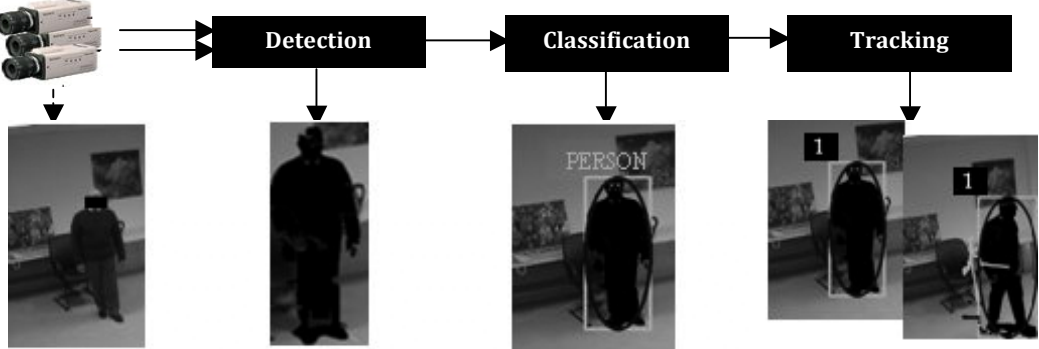 Detection
Classification
Tracking
PERSON
1
1